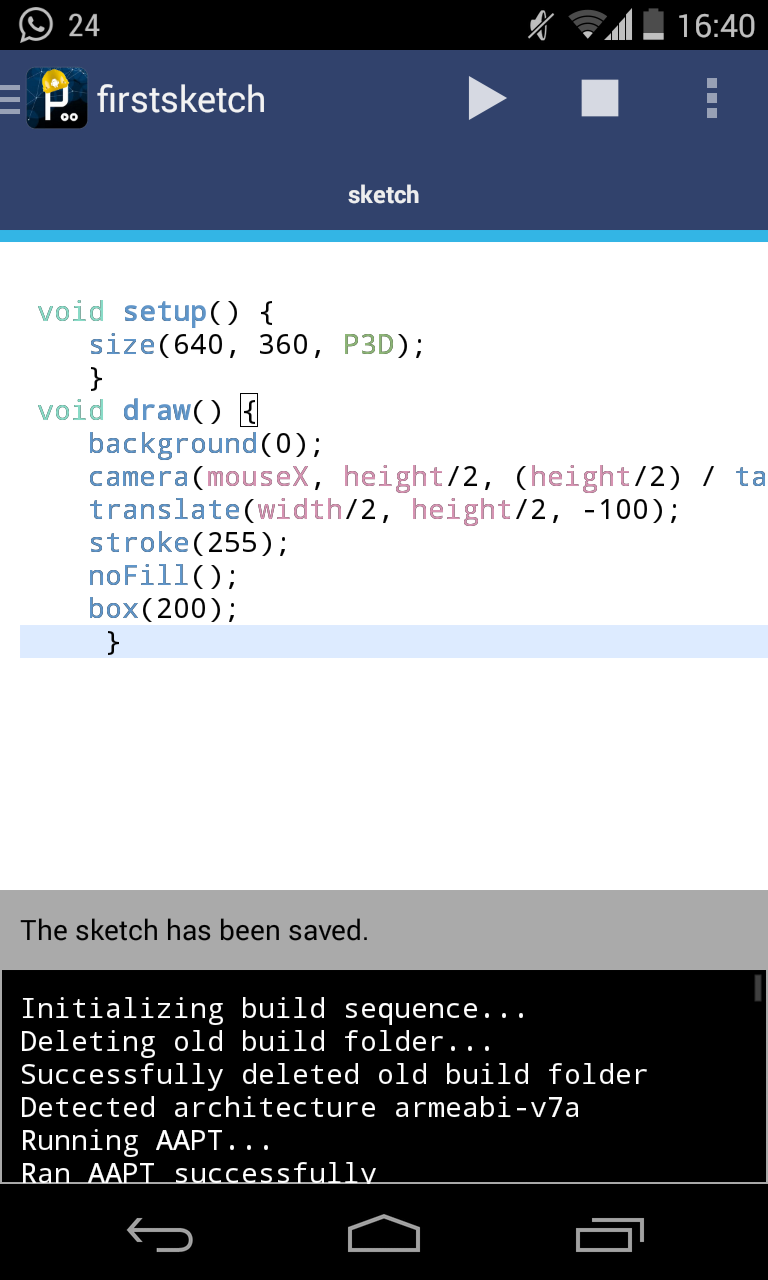 24
16:40
firstsketch
sketch
void setup() {
size(640, 360, P3D);
}
void draw() {
background(0);
camera(mouseX, height/2, (height/2) / ta
translate(width/2, height/2, -100);
stroke(255);
noFill();
box(200);
}
The sketch has been saved.
Initializing build sequence...
Deleting old build folder...
Successfully deleted old build folder
Detected architecture armeabi-v7a
Running AAPT...
Ran AAPT successfully